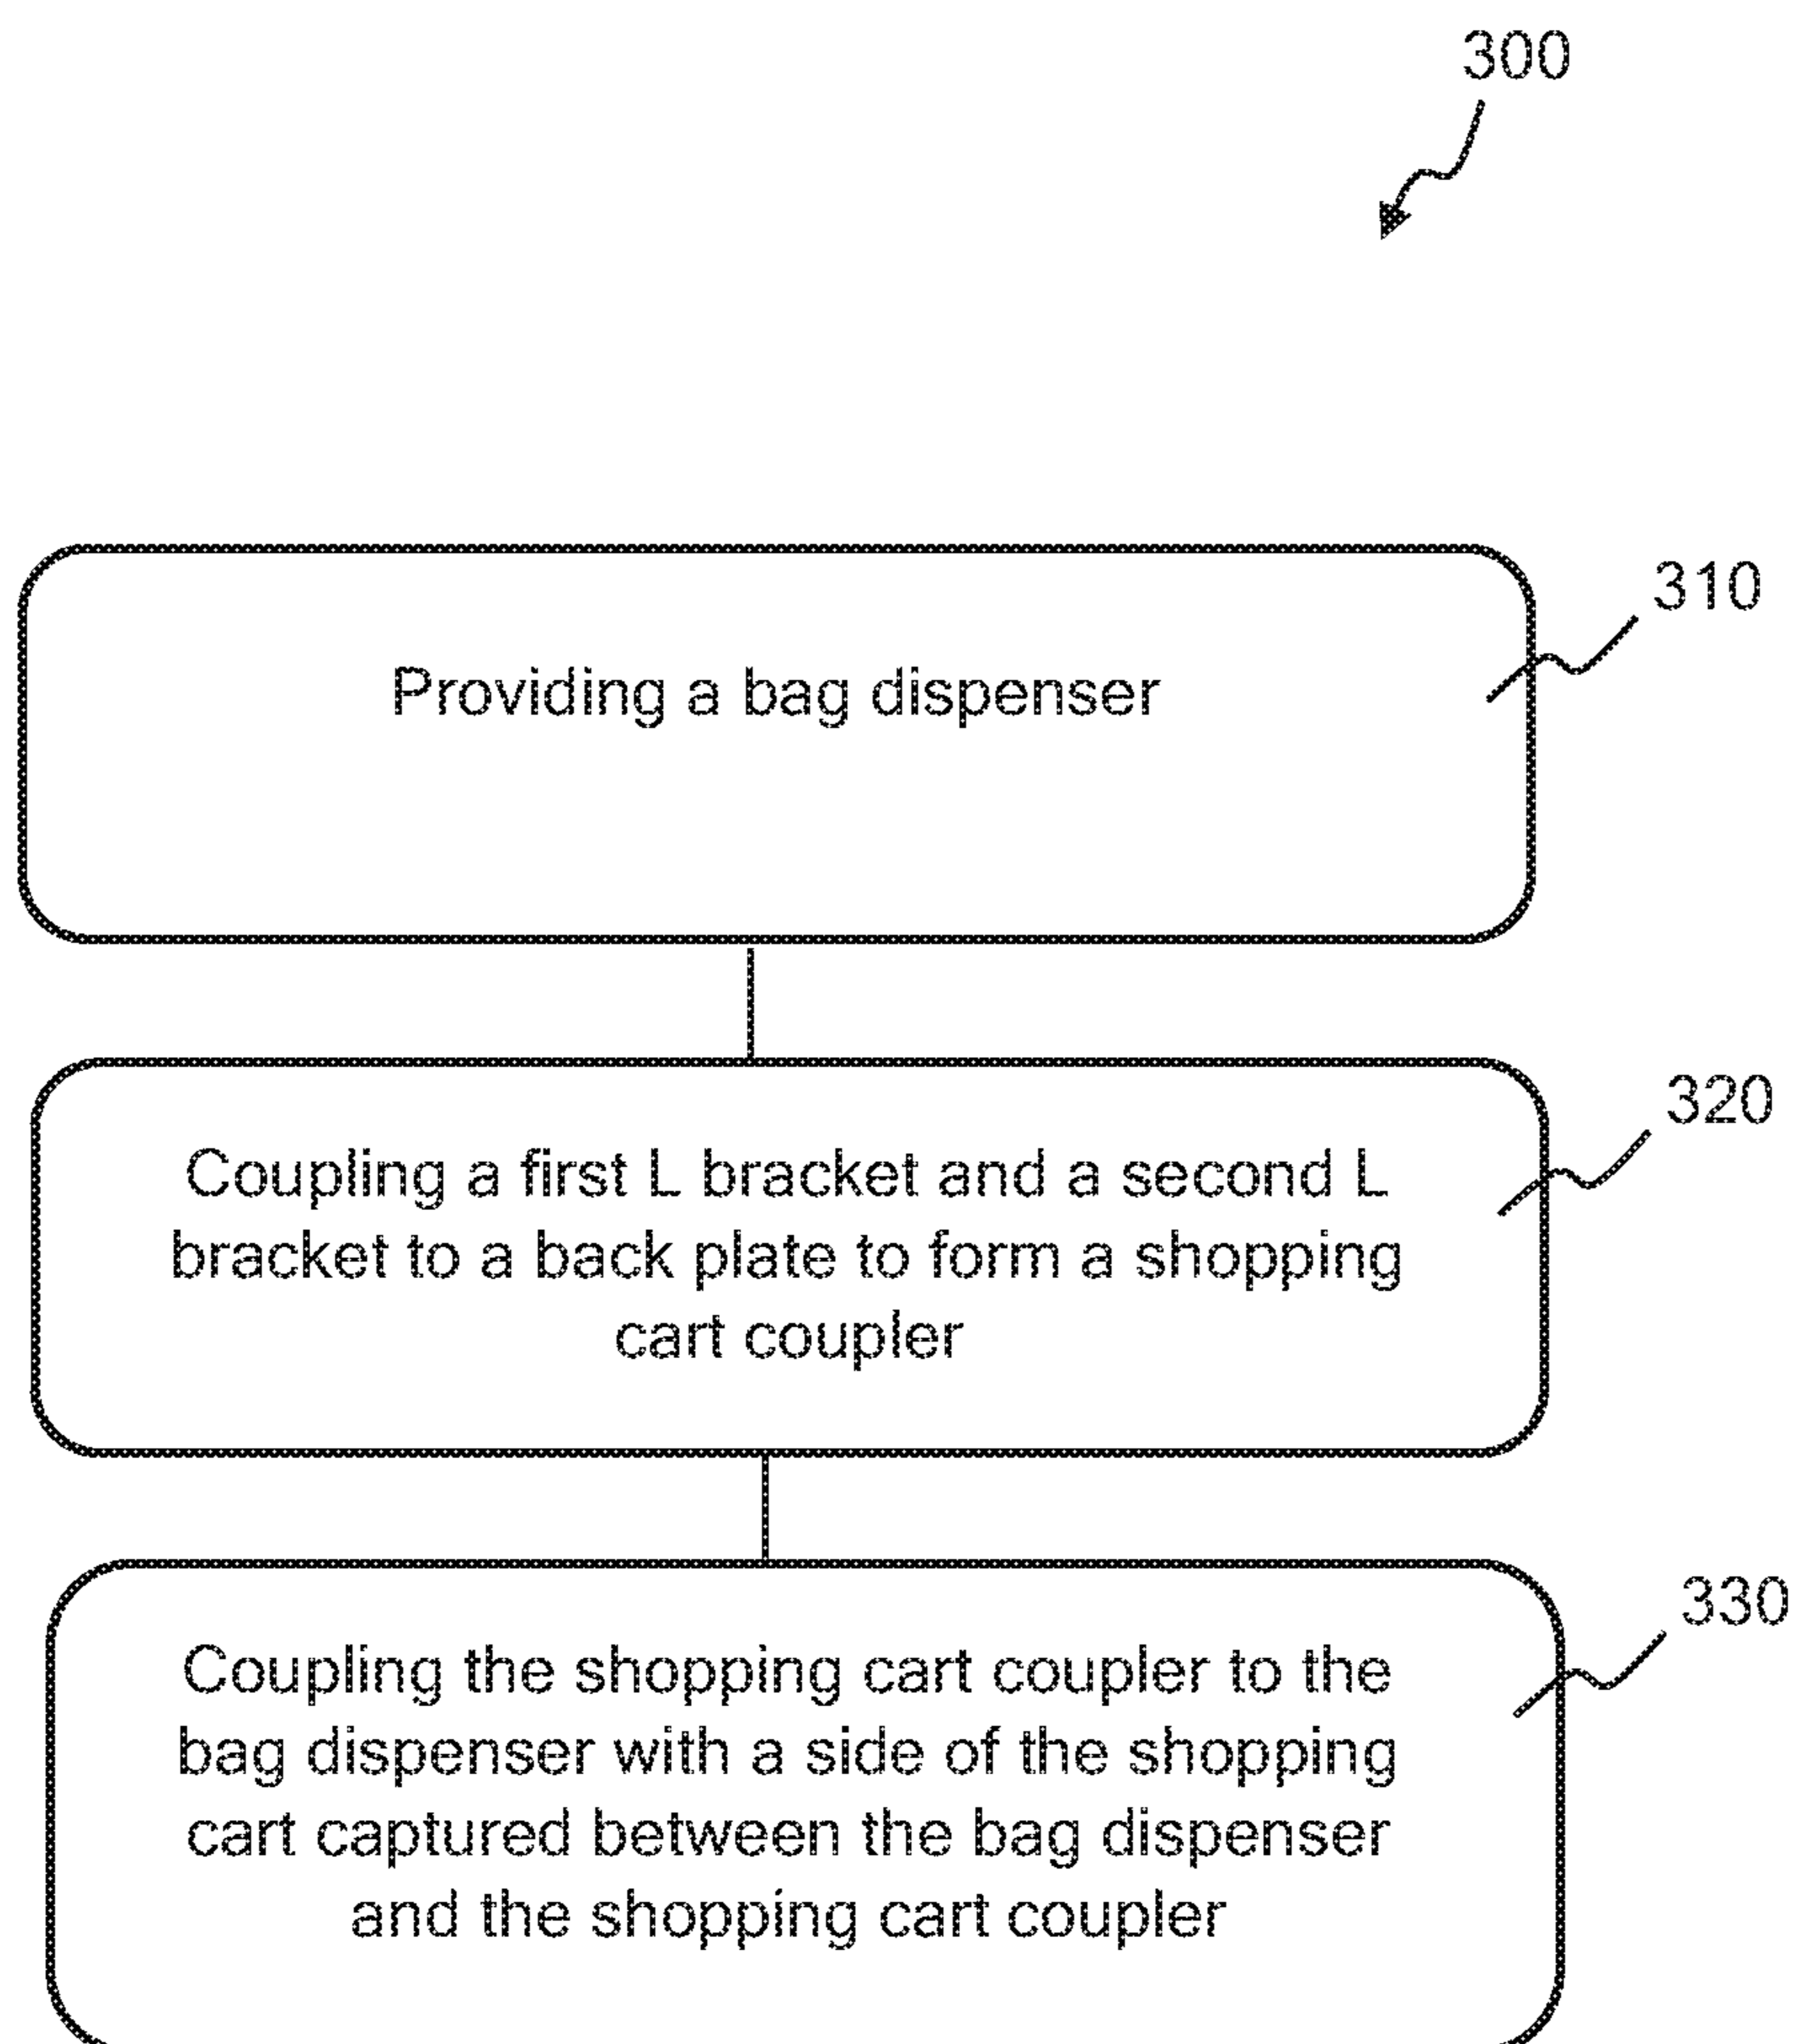 300
310
Providing a bag dispenser
320
Coupling a first L bracket and a second L
bracket to a back plate to form a shopping
cart coupler
330
Coupling the shopping cart coupler to the
bag dispenser with a side of the shopping
cart captured between the bag dispenser
and the shopping cart coupler